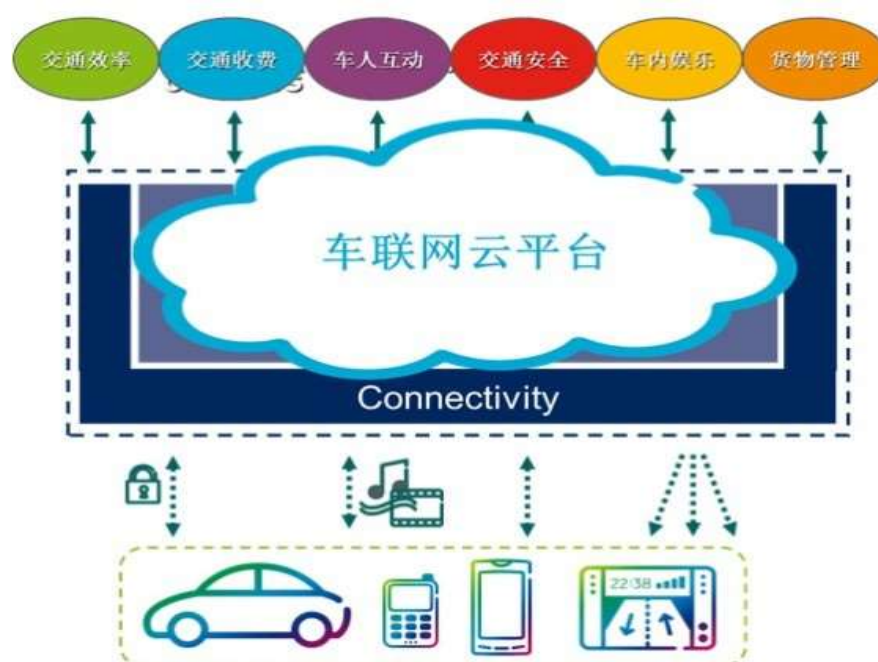 交通效率
交通收费
车人互动
交通安全
车内娱乐
货物管理
车联网云平台
Connectivity
22:38